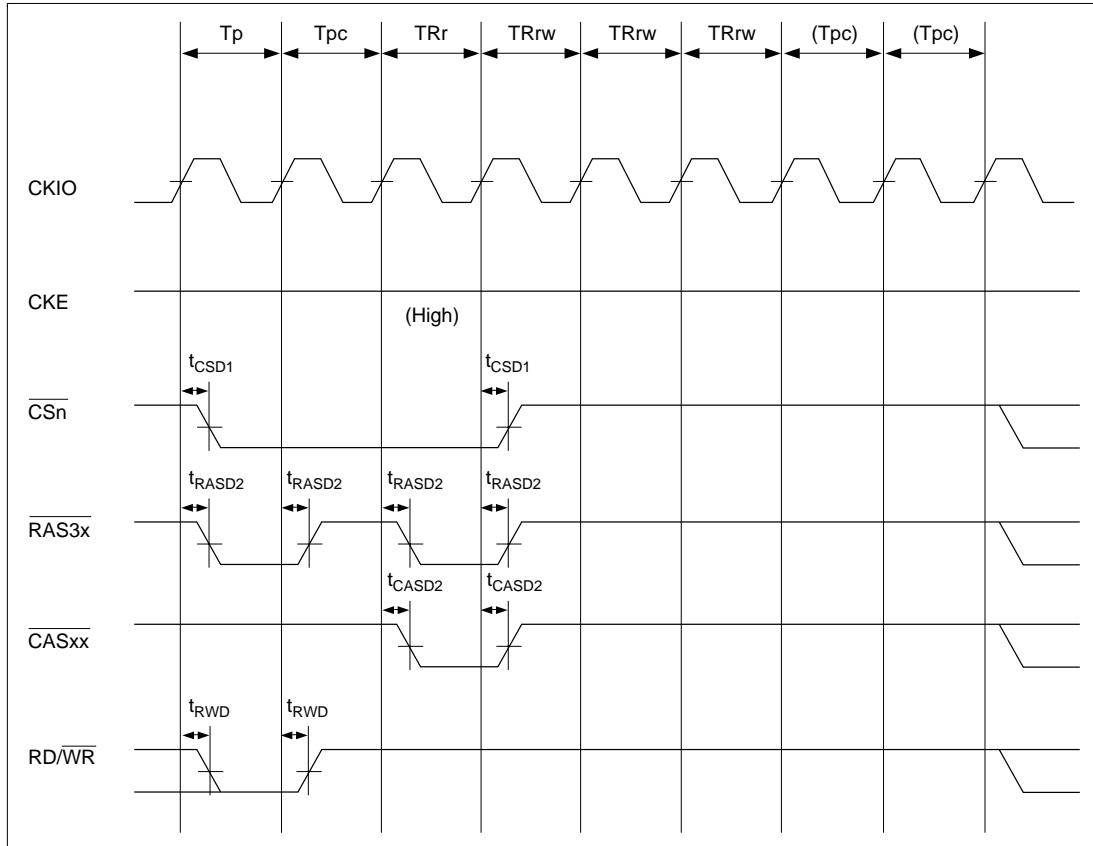 Tp Tpc TRr TRrw TRrw TRrw (Tpc) (Tpc)
CKIO
CKE
(High)
tCSD1 tCSD1
CSn
tRASD2 tRASD2 tRASD2 tRASD2
RAS3x
tCASD2 tCASD2
CASxx
tRWD tRWD
RD/WR